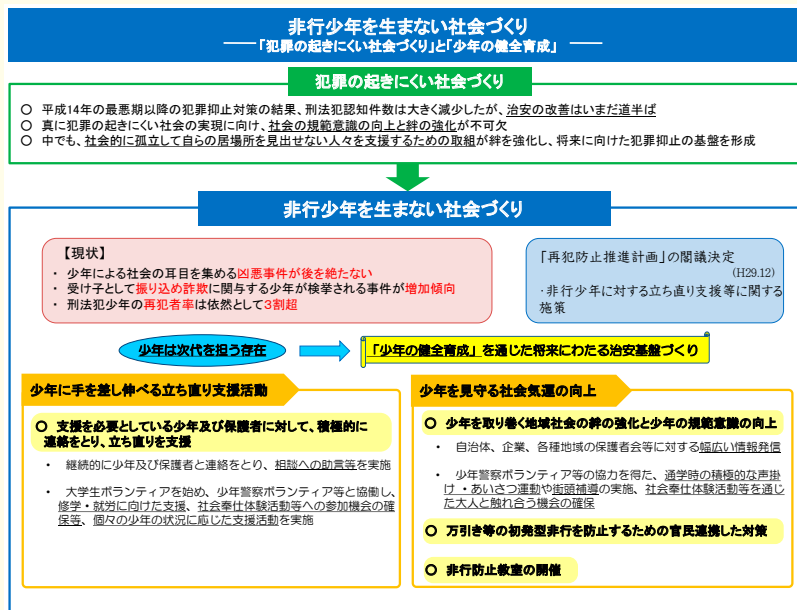 非行少年を生まない社会づくり
――「犯罪の起きにくい社会づくり」と「少年の健全育成」――
犯罪の起きにくい社会づくり
○ 平成14年の最悪期以降の犯罪抑止対策の結果、刑法犯認知件数は大きく減少したが、治安の改善はいまだ道半ば
○ 真に犯罪の起きにくい社会の実現に向け、社会の規範意識の向上と絆の強化が不可欠
○ 中でも、社会的に孤立して自らの居場所を見出せない人々を支援するための取組が絆を強化し、将来に向けた犯罪抑止の基盤を形成
非行少年を生まない社会づくり
【現状】
・ 少年による社会の耳目を集める凶悪事件が後を絶たない
・ 受け子として振り込め詐欺に関与する少年が検挙される事件が増加傾向
・ 刑法犯少年の再犯者率は依然として3割超
「再犯防止推進計画」の閣議決定
(H29.12)
・非行少年に対する立ち直り支援等に関する
施策
少年は次代を担う存在
「少年の健全育成」を通じた将来にわたる治安基盤づくり
少年に手を差し伸べる立ち直り支援活動
○ 支援を必要としている少年及び保護者に対して、積極的に
連絡をとり、立ち直りを支援
・ 継続的に少年及び保護者と連絡をとり、相談への助言等を実施
・ 大学生ボランティアを始め、少年警察ボランティア等と協働し、
修学・就労に向けた支援、社会奉仕体験活動等への参加機会の確
保等、個々の少年の状況に応じた支援活動を実施
少年を見守る社会気運の向上
○ 少年を取り巻く地域社会の絆の強化と少年の規範意識の向上
・ 自治体、企業、各種地域の保護者会等に対する幅広い情報発信
・ 少年警察ボランティア等の協力を得た、通学時の積極的な声掛
け・あいさつ運動や街頭補導の実施、社会奉仕体験活動等を通じ
た大人と触れ合う機会の確保
○ 万引き等の初発型非行を防止するための官民連携した対策
○ 非行防止教室の開催